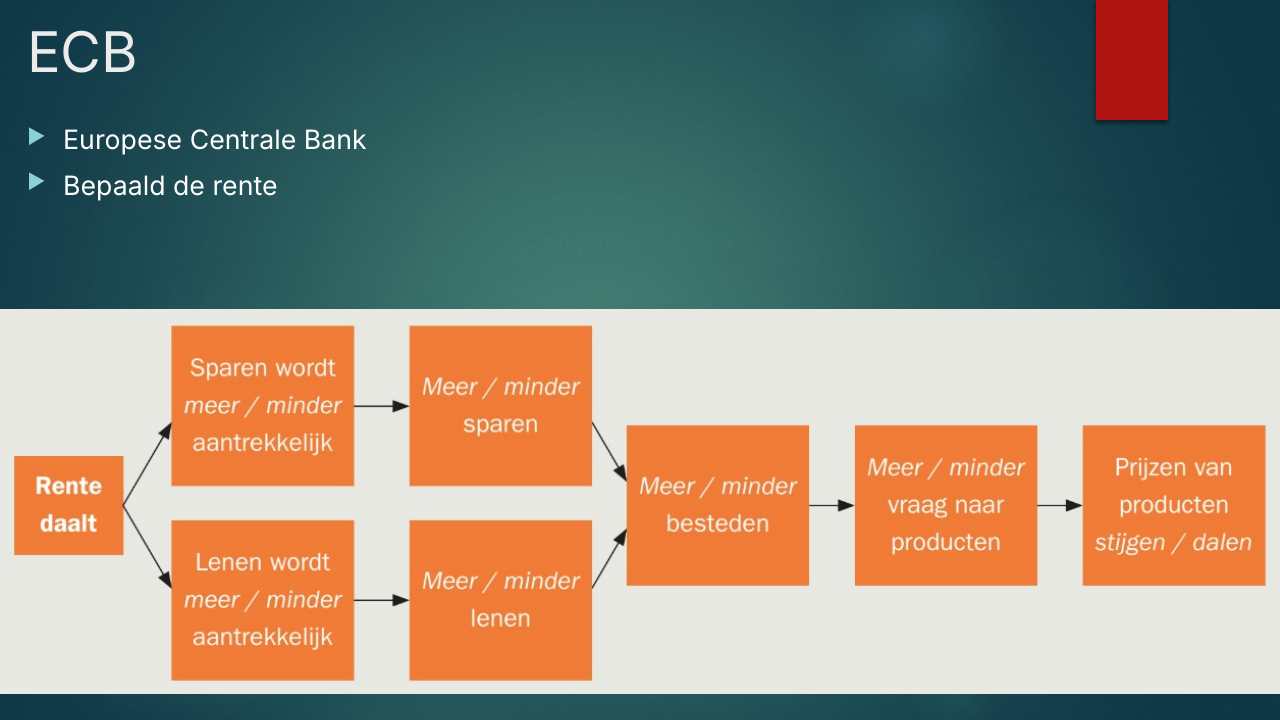 ECB
Europese Centrale Bank
Bepaald de rente
Rente
daalt
Sparen wordt
meer / minder
aantrekkelijk
Meer / minder
sparen
Lenen wordt
meer / minder
aantrekkelijk
Meer / minder
lenen
Meer / minder
besteden
Meer / minder
vraag naar
producten
Prijzen van
producten
stijgen / dalen